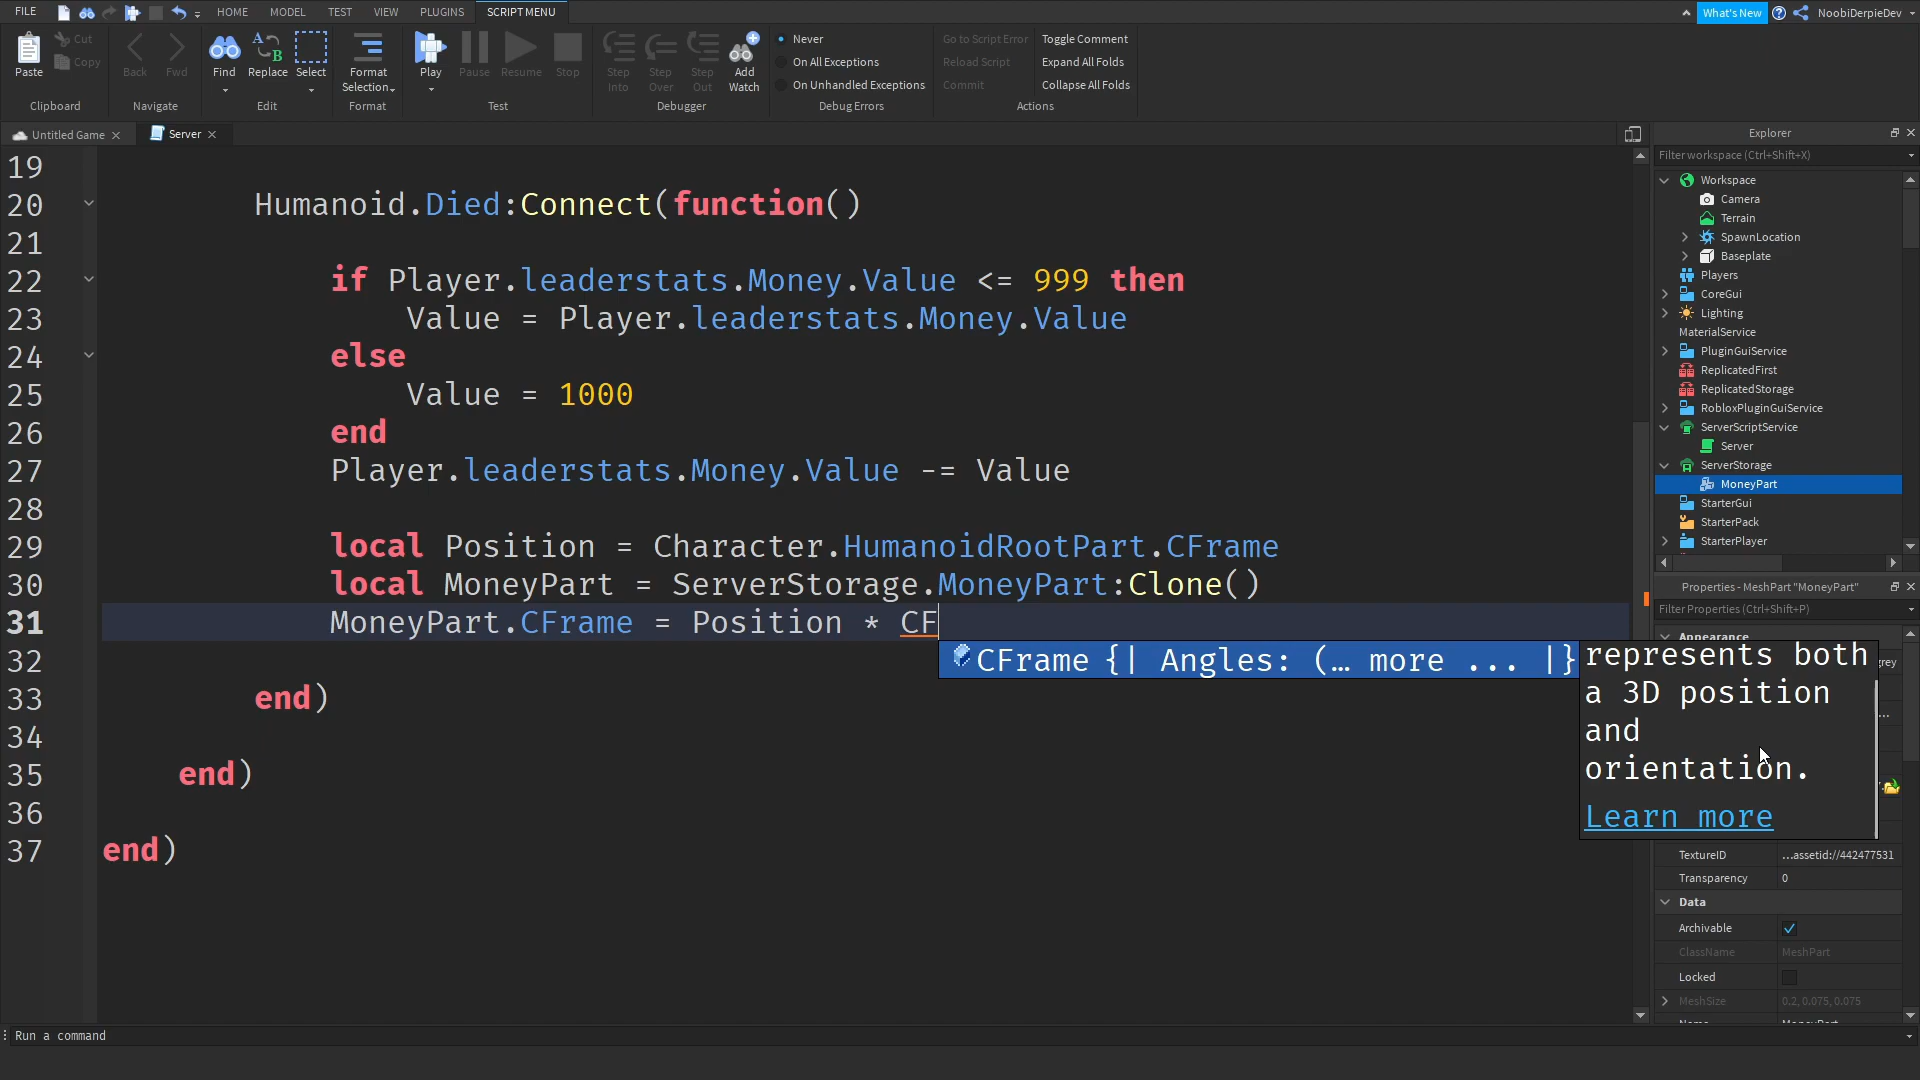 FILE HOME MODEL TEST VIEW PLUGINS SCRIPT MENU What's New NoobiDerpieDev
Paste Cut Copy Back Fwd Find Replace Select Format Selection Play Pause Resume Stop Step Into Step Over Step Out Add Watch
Never
On All Exceptions
On Unhandled Exceptions
Go to Script Error
Reload Script
Commit
Toggle Comment
Expand All Folds
Collapse All Folds
Clipboard Navigate Edit Format Test Debugger Debug Errors Actions
Untitled Game Server
19
20 Humanoid.Died:Connect(function()
21
22 if Player.leaderstats.Money.Value <= 999 then
23 Value = Player.leaderstats.Money.Value
24 else
25 Value = 1000
26 end
27 Player.leaderstats.Money.Value -= Value
28
29 local Position = Character.HumanoidRootPart.CFrame
30 local MoneyPart = ServerStorage.MoneyPart:Clone()
31 MoneyPart.CFrame = Position * CF
32
33 end)
34
35 end)
36
37 end)
CFrame {| Angles: (… more ... |}
represents both
a 3D position
and
orientation.
Learn more
Explorer
Filter workspace (Ctrl+Shift+X)
Workspace
Camera
Terrain
SpawnLocation
Baseplate
Players
CoreGui
Lighting
MaterialService
PluginGuiService
ReplicatedFirst
ReplicatedStorage
RobloxPluginGuiService
ServerScriptService
Server
ServerStorage
MoneyPart
StarterGui
StarterPack
StarterPlayer
Properties - MeshPart "MoneyPart"
Filter Properties (Ctrl+Shift+P)
Appearance
grey
...
TextureID ...assetid://442477531
Transparency 0
Data
Archivable
ClassName MeshPart
Locked
MeshSize 0.2, 0.075, 0.075
Name MoneyPart
Run a command